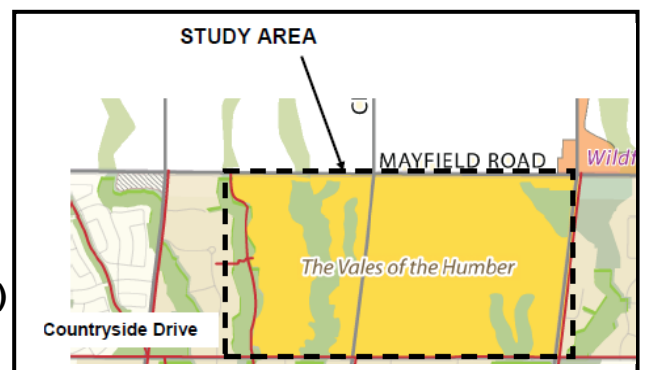 STUDY AREA
MAYFIELD ROAD
The Vales of the Humber
)
Countryside Drive